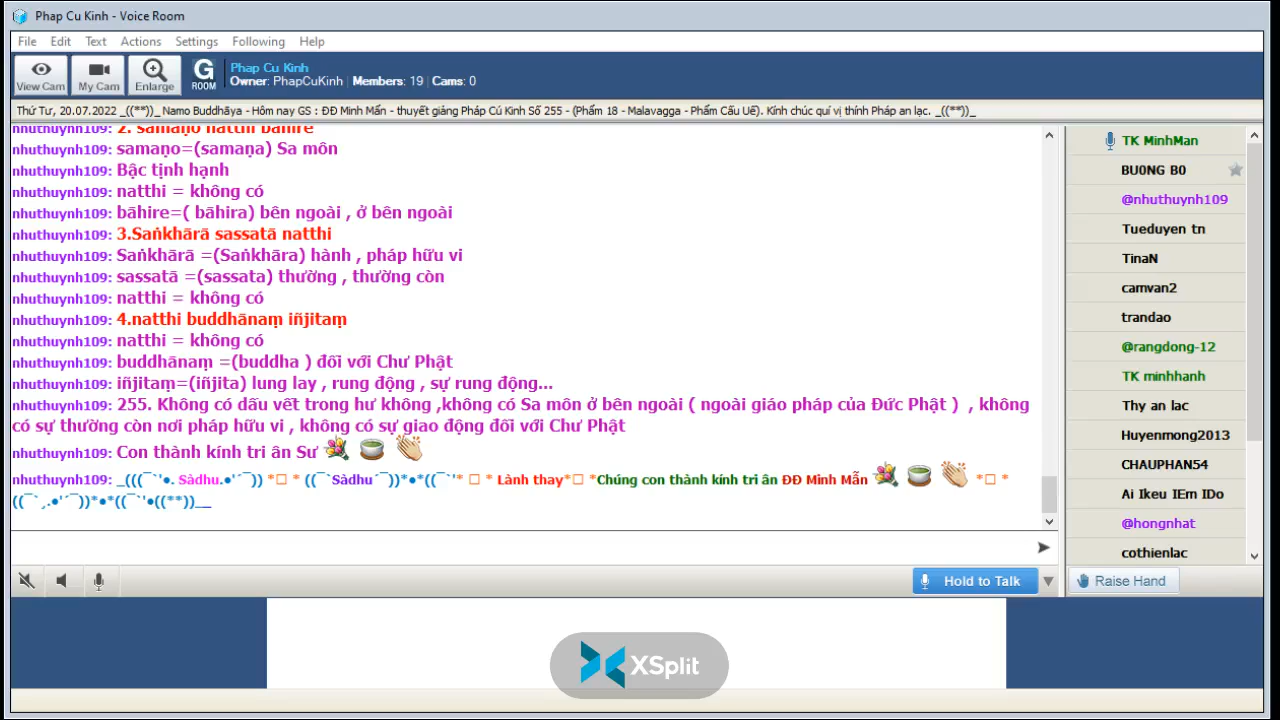 Phap Cu Kinh - Voice Room
File Edit Text Actions Settings Following Help
View Cam My Cam Enlarge G ROOM
Phap Cu Kinh
Owner: PhapCuKinh | Members: 19 | Cams: 0
Thứ Tư, 20.07.2022 _((**))_ Namo Buddhāya - Hôm nay GS : ĐĐ Minh Mẫn - thuyết giảng Pháp Cú Kinh Số 255 - (Phẩm 18 - Malavagga - Phẩm Cấu Uế). Kính chúc quí vị thính Pháp an lạc. _((**))_
nhuthuynh109: 2. samaṇo natthi bāhire
nhuthuynh109: samaṇo=(samaṇa) Sa môn
nhuthuynh109: Bậc tịnh hạnh
nhuthuynh109: natthi = không có
nhuthuynh109: bāhire=( bāhira) bên ngoài , ở bên ngoài
nhuthuynh109: 3.Saṅkhārā sassatā natthi
nhuthuynh109: Saṅkhārā =(Saṅkhāra) hành , pháp hữu vi
nhuthuynh109: sassatā =(sassata) thường , thường còn
nhuthuynh109: natthi = không có
nhuthuynh109: 4.natthi buddhānaṃ iñjitaṃ
nhuthuynh109: natthi = không có
nhuthuynh109: buddhānaṃ =(buddha ) đối với Chư Phật
nhuthuynh109: iñjitaṃ=(iñjita) lung lay , rung động , sự rung động...
nhuthuynh109: 255. Không có dấu vết trong hư không ,không có Sa môn ở bên ngoài ( ngoài giáo pháp của Đức Phật ) , không
có sự thường còn nơi pháp hữu vi , không có sự giao động đối với Chư Phật
nhuthuynh109: Con thành kính tri ân Sư 💐 🍵 👏
nhuthuynh109: _(((¯`'•. Sàdhu.•'´¯)) *□ * ((¯`Sàdhu´¯))*•*((¯`'* □ * Lành thay*□ *Chúng con thành kính tri ân ĐĐ Minh Mẫn 💐 🍵 👏 *□ *
((¯`¸.•'´¯))*•*((¯`'•((**))__
Hold to Talk
TK MinhMan
BU0NG B0
@nhuthuynh109
Tueduyen tn
TinaN
camvan2
trandao
@rangdong-12
TK minhhanh
Thy an lac
Huyenmong2013
CHAUPHAN54
Ai Ikeu IEm IDo
@hongnhat
cothienlac
Raise Hand
XSplit